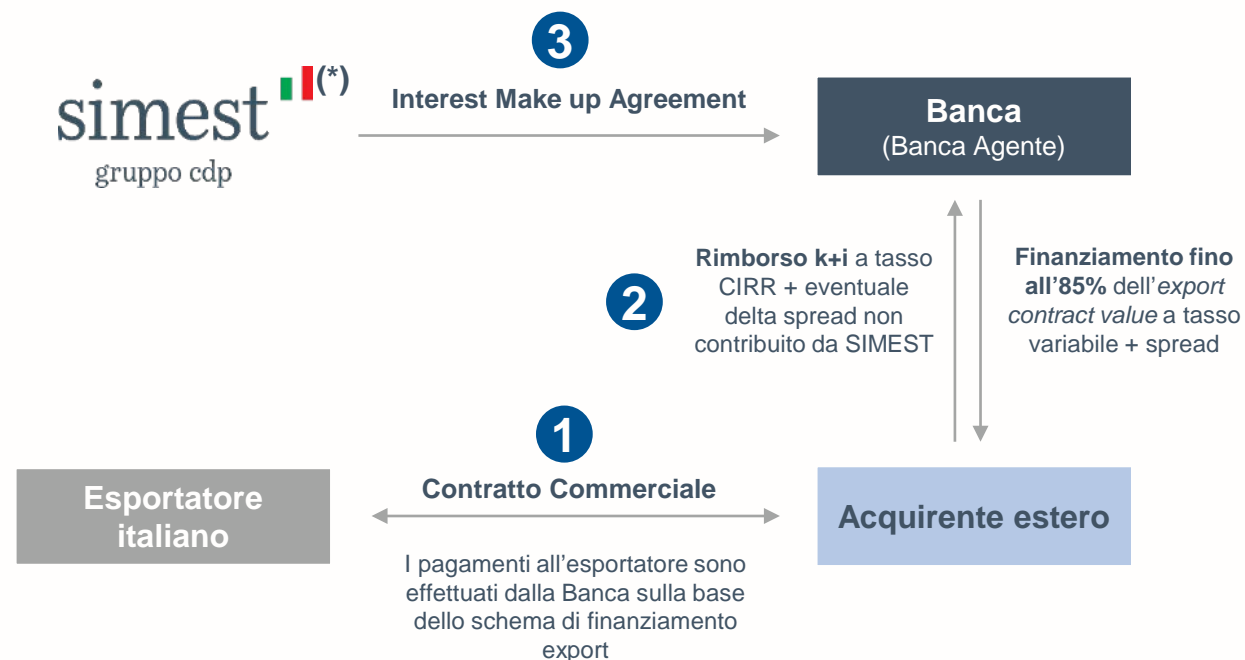 3
simest (*)
gruppo cdp
Interest Make up Agreement
Banca
(Banca Agente)
2
Rimborso k+i a tasso
CIRR + eventuale
delta spread non
contribuito da SIMEST
Finanziamento fino
all'85% dell'export
contract value a tasso
variabile + spread
1
Esportatore
italiano
Contratto Commerciale
Acquirente estero
I pagamenti all'esportatore sono
effettuati dalla Banca sulla base
dello schema di finanziamento
export